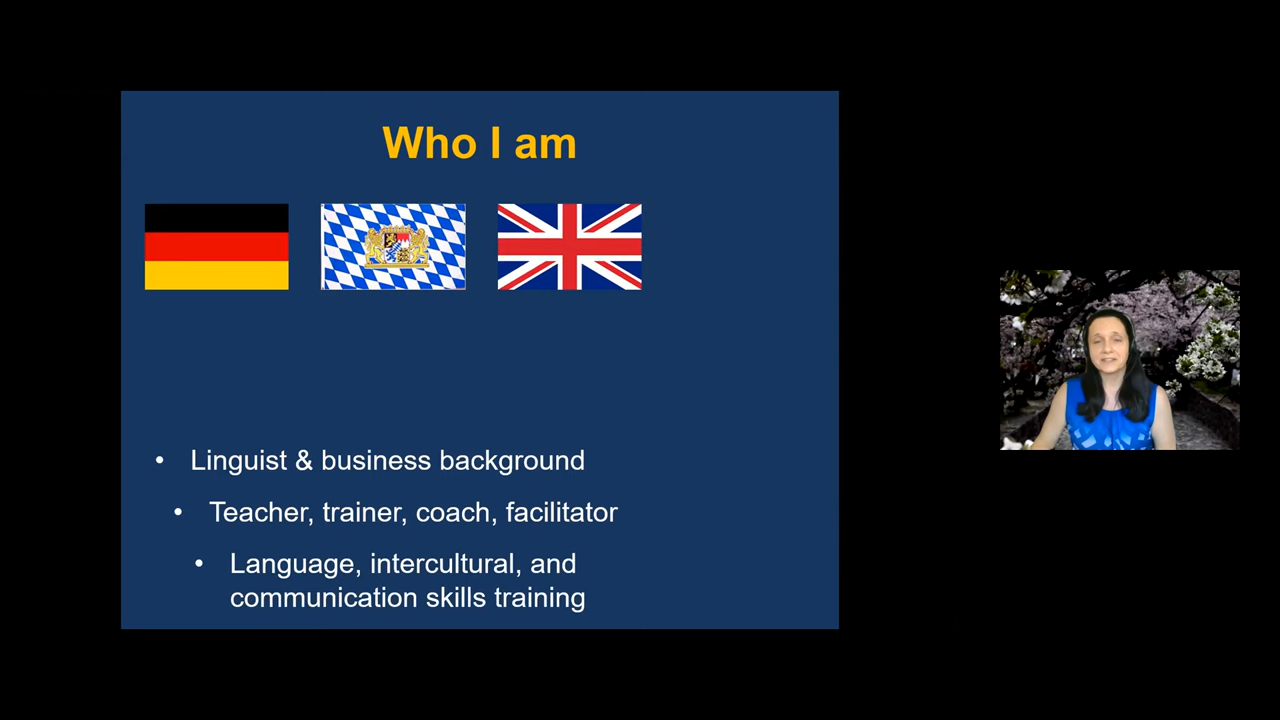 Who I am
• Linguist & business background
• Teacher, trainer, coach, facilitator
• Language, intercultural, and
communication skills training